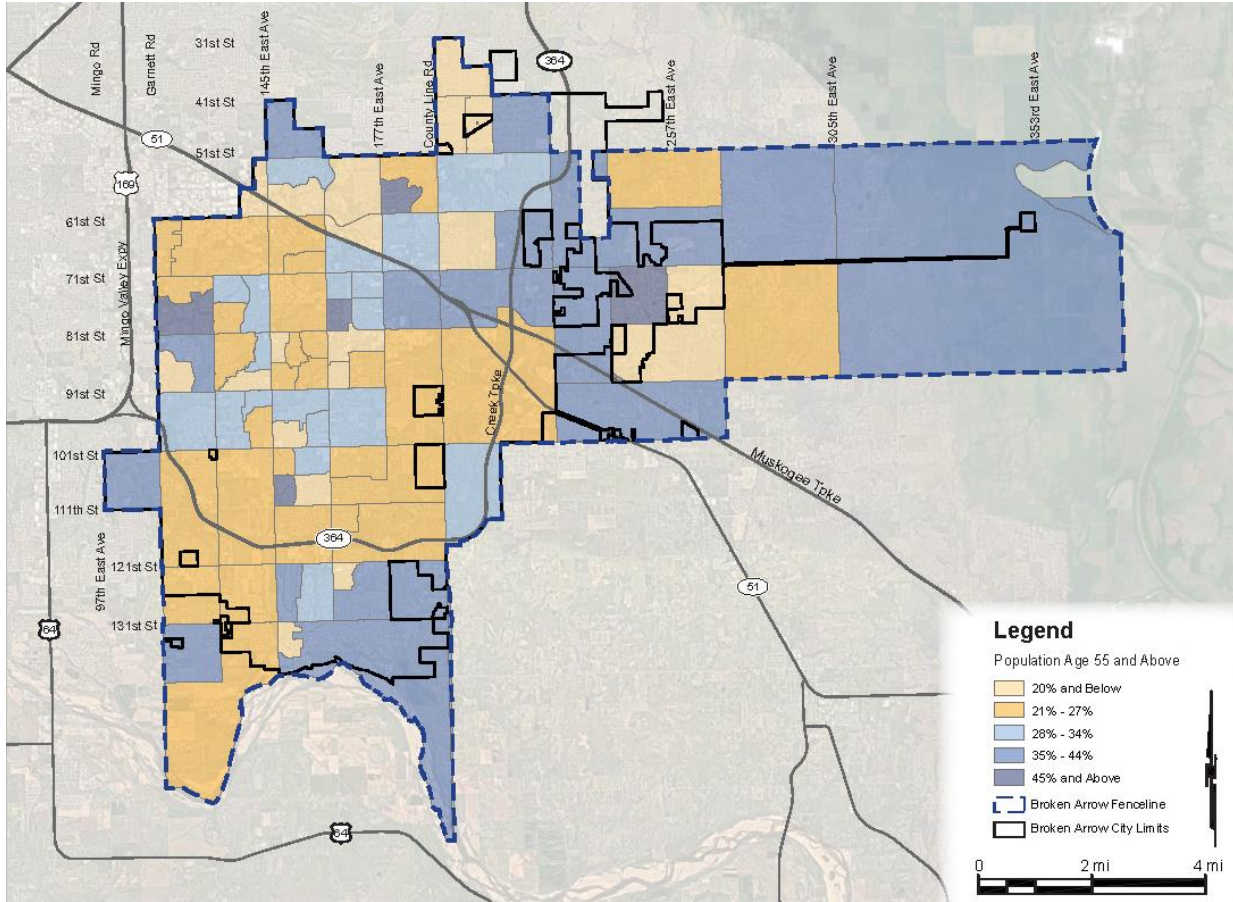 Mingo Rd
Garnett Rd
145th East Ave
177th East Ave
County Line Rd
257th East Ave
305th East Ave
353rd East Ave
31st St
41st St
51st St
61st St
71st St
81st St
91st St
101st St
111th St
121st St
131st St
364
51
169
Mingo Valley Expy
Creek Tpke
Muskogee Tpke
364
97th East Ave
64
51
64
Legend
Population Age 55 and Above
20% and Below
21% - 27%
28% - 34%
35% - 44%
45% and Above
Broken Arrow Fenceline
Broken Arrow City Limits
0 2 mi 4 mi